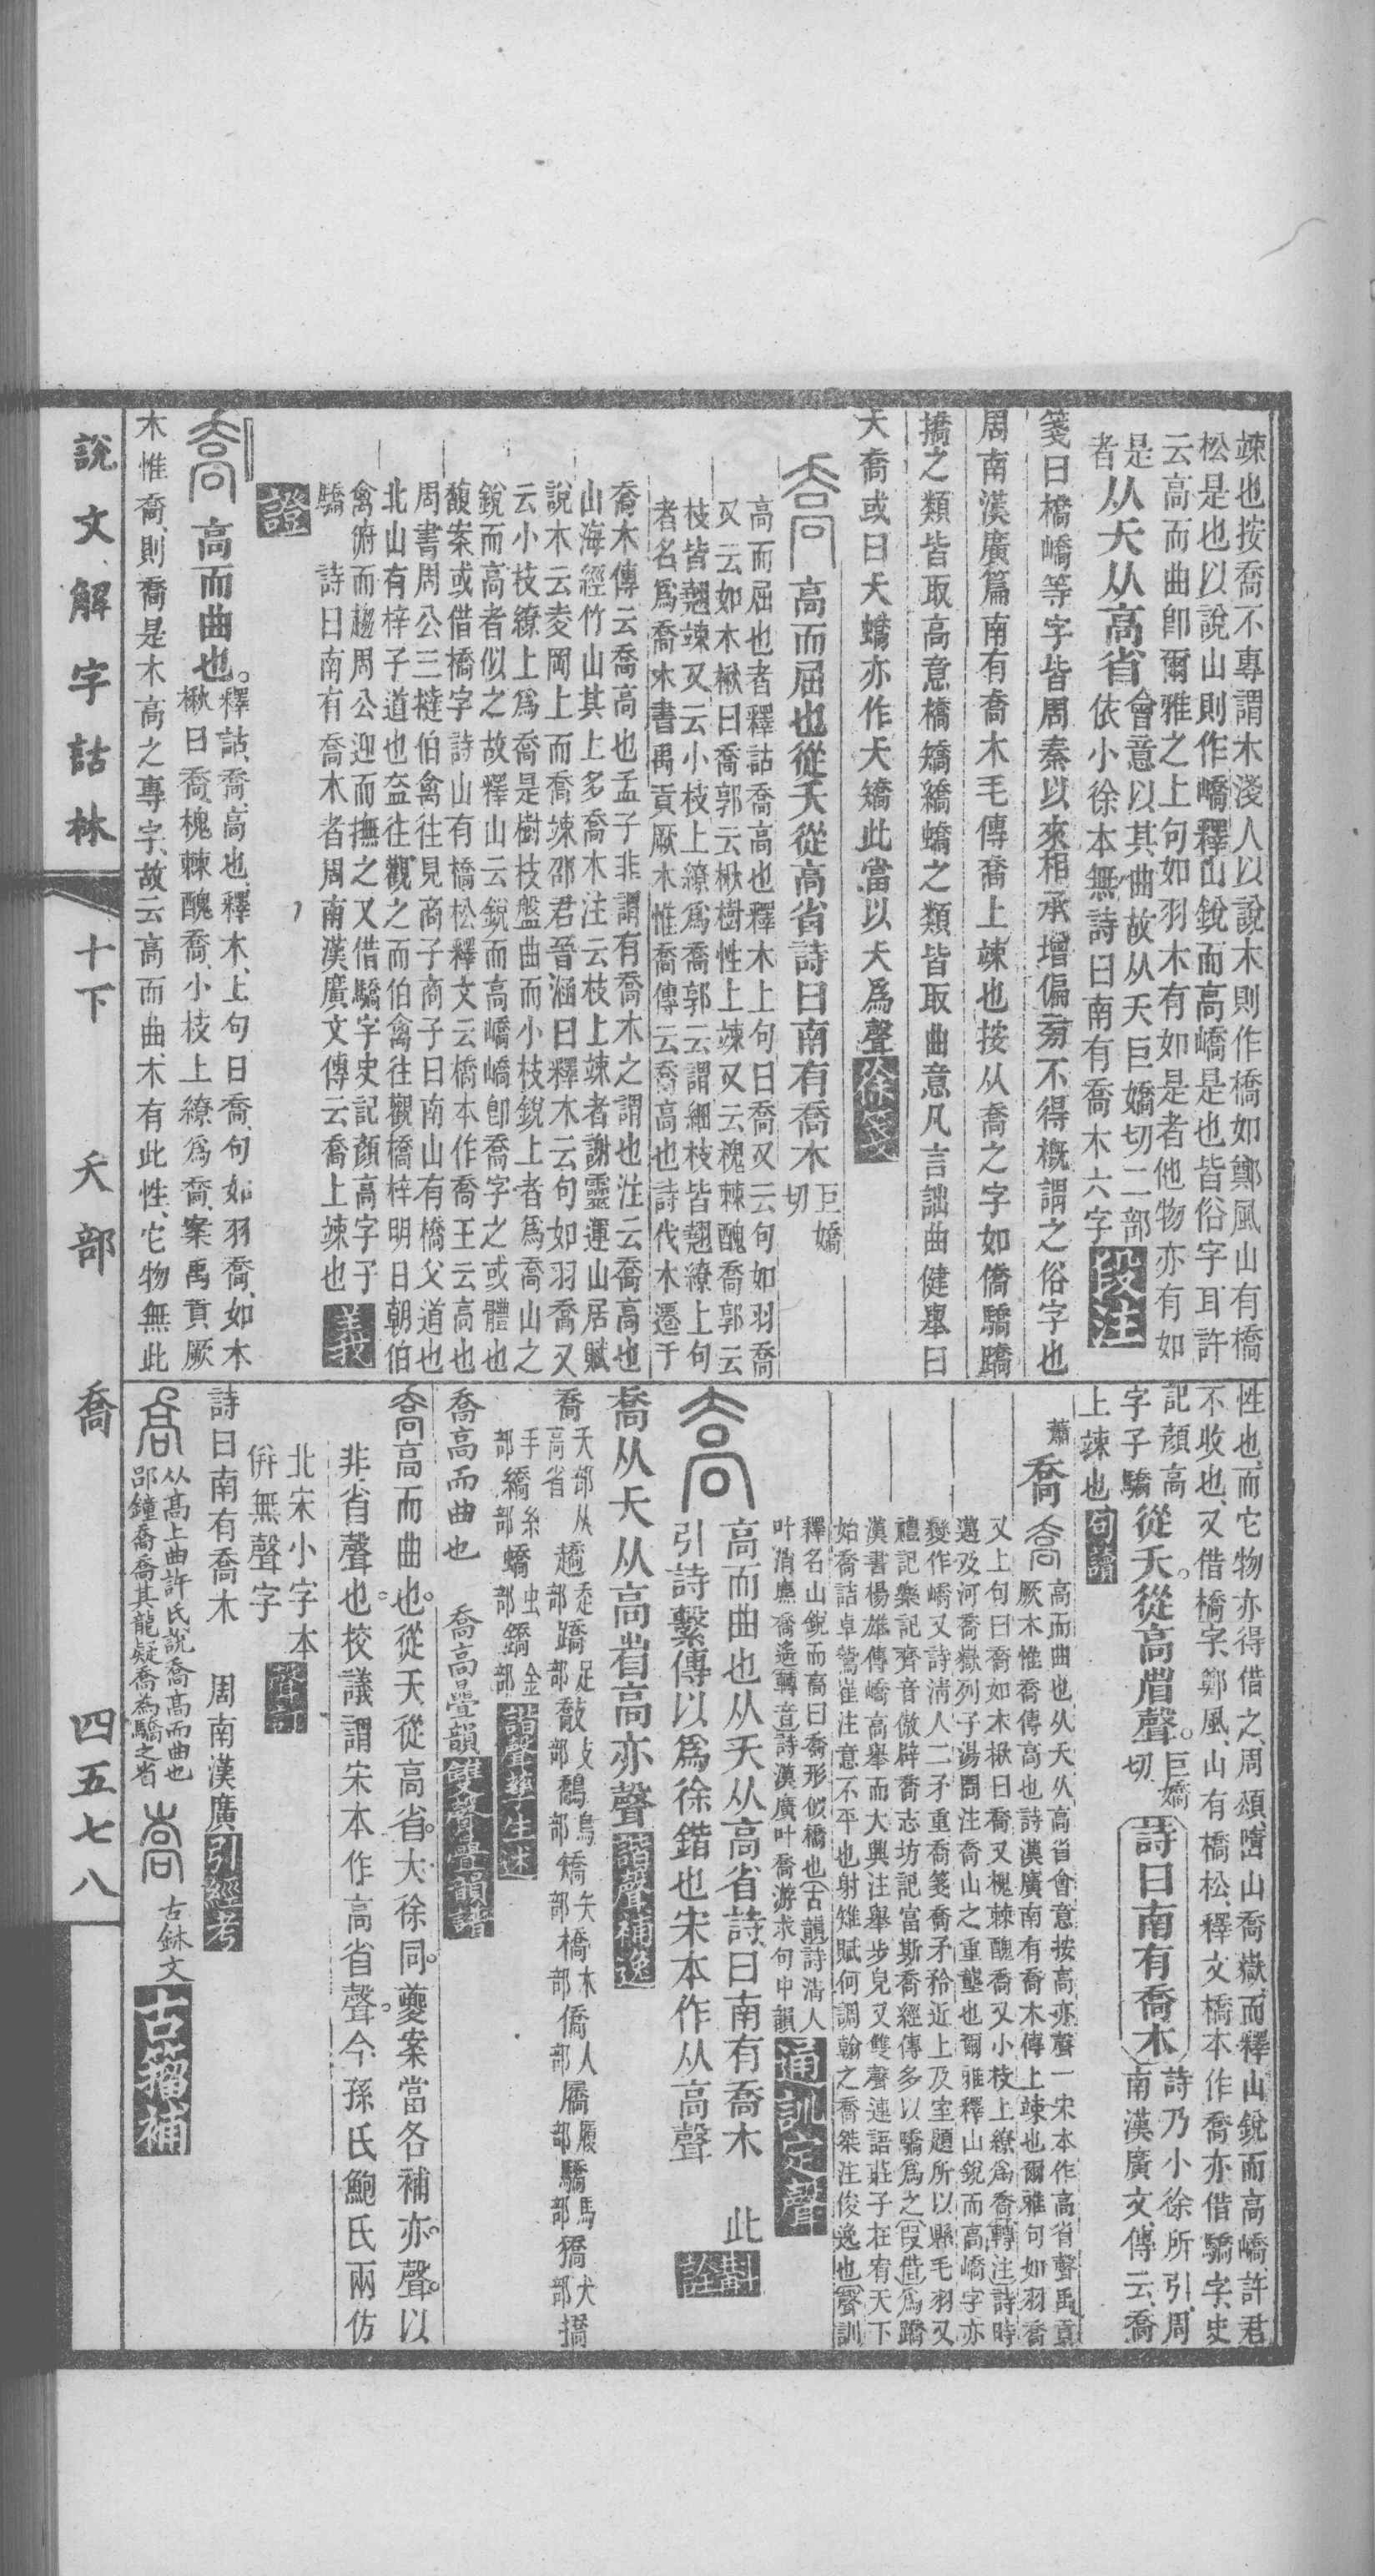 竦也按喬不專謂木淺人以說木則作橋如鄭風山有橋
松是也以說山則作嶠釋山銳而高嶠是也皆俗字耳許
云高而曲卽爾雅之上句如羽木有如是者他物亦有如
是
者从夭从高省
會意以其曲故从夭巨嬌切二部
依小徐本無詩曰南有喬木六字
段注
箋曰橋嶠等字皆周秦以來相承增偏旁不得槪謂之俗字也
周南漢廣篇南有喬木毛傳喬上竦也按从喬之字如僑驕蹻
撟之類皆取高意橋矯繑蟜之類皆取曲意凡言詘曲健舉曰
夭喬或曰夭蟜亦作夭矯此當以夭爲聲徐箋
高而屈也從夭從高省詩曰南有喬木
巨嬌
切
高而屈也者釋詁喬高也釋木上句曰喬又云句如羽喬
又云如木楸曰喬郭云楸樹性上竦又云槐棘醜喬郭云
枝皆翹竦又云小枝上繚爲喬郭云謂細枝皆翹繚上句
者名爲喬木書禹貢厥木惟喬傳云喬高也詩伐木遷于
喬木傳云喬高也孟子非謂有喬木之謂也注云喬高也
山海經竹山其上多喬木注云枝上竦者謝靈運山居賦
說木云夌岡上而喬竦邵君晉涵曰釋木云句如羽喬又
云小枝繚上爲喬是樹枝盤曲而小枝銳上者爲喬山之
銳而高者似之故釋山云銳而高嶠嶠卽喬字之或體也
馥案或借橋字詩山有橋松釋文云橋本作喬王云高也
周書周公三撻伯禽往見商子商子曰南山有橋父道也
北山有梓子道也盍往觀之而伯禽往觀橋梓明日朝伯
禽俯而趨周公迎而撫之又借驕字史記顏高字子
驕 詩曰南有喬木者周南漢廣文傳云喬上竦也
義
證
高而曲也。
釋詁、喬、高也、釋木、上句曰喬、句如羽喬、如木
楸曰喬、槐棘醜喬、小枝上繚爲喬、案禹貢、厥
木惟喬、則喬是木高之專字、故云高而曲、木有此性、它物無此
性也、而它物亦得借之、周頌、嶞山喬嶽、而釋山銳而高嶠、許君
不收也、又借橋字、鄭風、山有橋松、釋文橋本作喬、亦借驕字、史
記顏高
字子驕
從夭。從高省聲。
巨嬌
切
詩曰南有喬木
詩乃小徐所引、周
南漢廣文、傳云、喬
上竦也
句讀
蕭
喬
高而曲也从夭从高省會意按高亦聲一宋本作高省聲禹貢
厥木惟喬傳高也詩漢廣南有喬木傳上竦也爾雅句如羽喬
又上句曰喬如木楸曰喬又槐棘醜喬又小枝上繚爲喬轉注詩時
邁及河喬嶽列子湯問注喬山之重壟也爾雅釋山銳而高嶠字亦
變作嶠又詩淸人二矛重喬箋喬矛矜近上及室題所以縣毛羽又
禮記樂記齊音傲辟喬志坊記富斯喬經傳多以驕爲之叚借爲蹻
漢書楊雄傳嶠高舉而大興注舉步皃又雙聲連語莊子在宥天下
始喬詰卓鷙崔注意不平也射雉賦何調翰之喬桀注俊逸也聲訓
釋名山銳而高曰喬形似橋也古韻詩淸人
叶消麃喬遙轉音詩漢廣叶喬游求句中韻
通訓定聲
高而曲也从夭从高省詩曰南有喬木 此
引詩繫傳以爲徐鍇也宋本作从高聲
斠
詮
喬从夭从高省高亦聲諧聲補逸
喬夭部从高省 趫走部 蹻足部 敽攴部 鷮鳥部 矯矢部 橋木部 僑人部 屩履部 驕馬部 獢犬部 撟
手部 繑糸部 蟜虫部 鐈金部 諧聲孳生述
喬高而曲也 喬高曡韻雙聲疊韻譜
喬高而曲也。從夭從高省。大徐同。夔案當各補亦聲。以
非省聲也。校議謂宋本作高省聲。今孫氏鮑氏兩仿
北宋小字本
併無聲字
詩曰南有喬木 周南漢廣引經考
从高上曲許氏說喬高而曲也
邵鐘喬喬其龍疑喬為驕之省
古鉨文
古籀補
說文解字詁林 十下 夭部 喬 四五七八